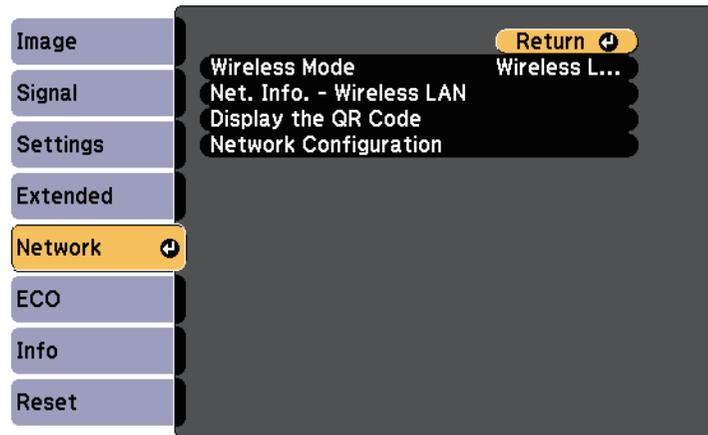 Image
Signal
Settings
Extended
Network
ECO
Info
Reset
Return
Wireless Mode Wireless L...
Net. Info. - Wireless LAN
Display the QR Code
Network Configuration